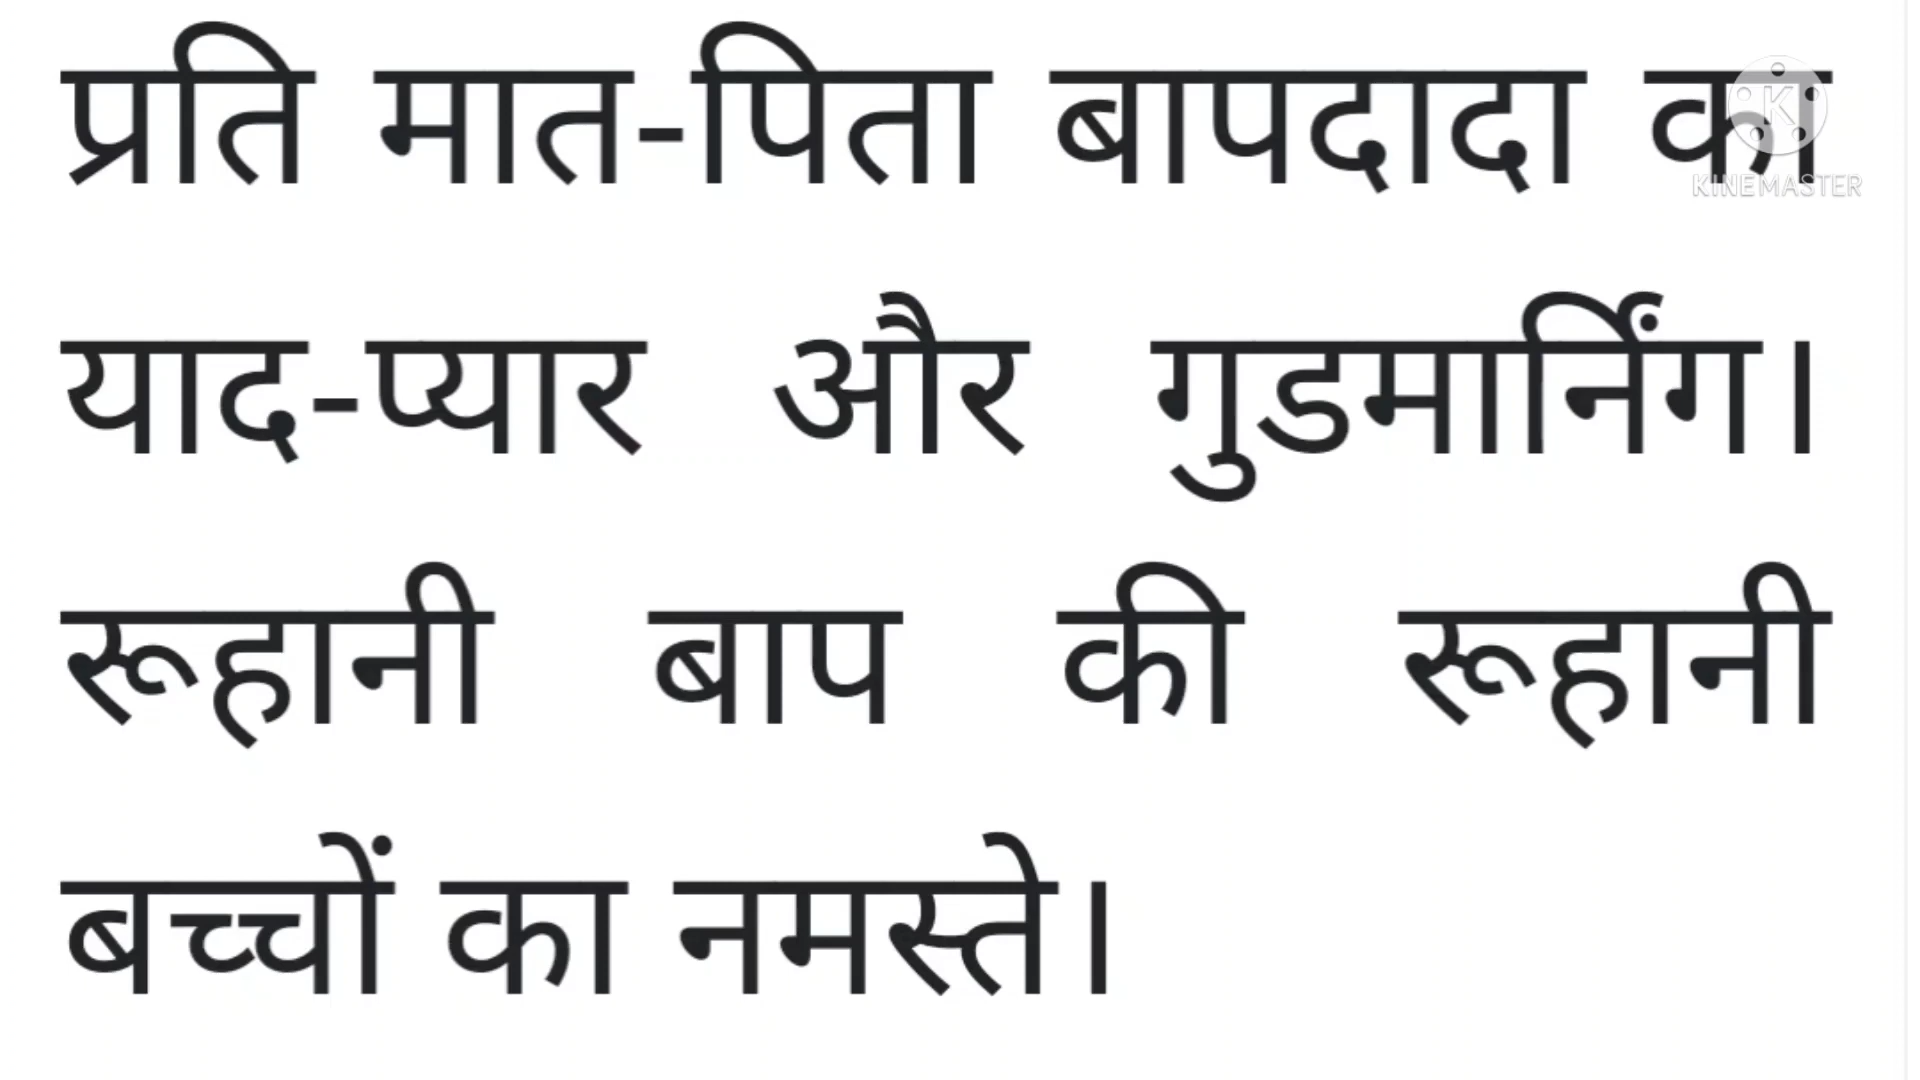 प्रति मात-पिता बापदादा का
KINEMASTER
याद-प्यार और गुडमार्निंग।
रूहानी बाप की रूहानी
बच्चों का नमस्ते।